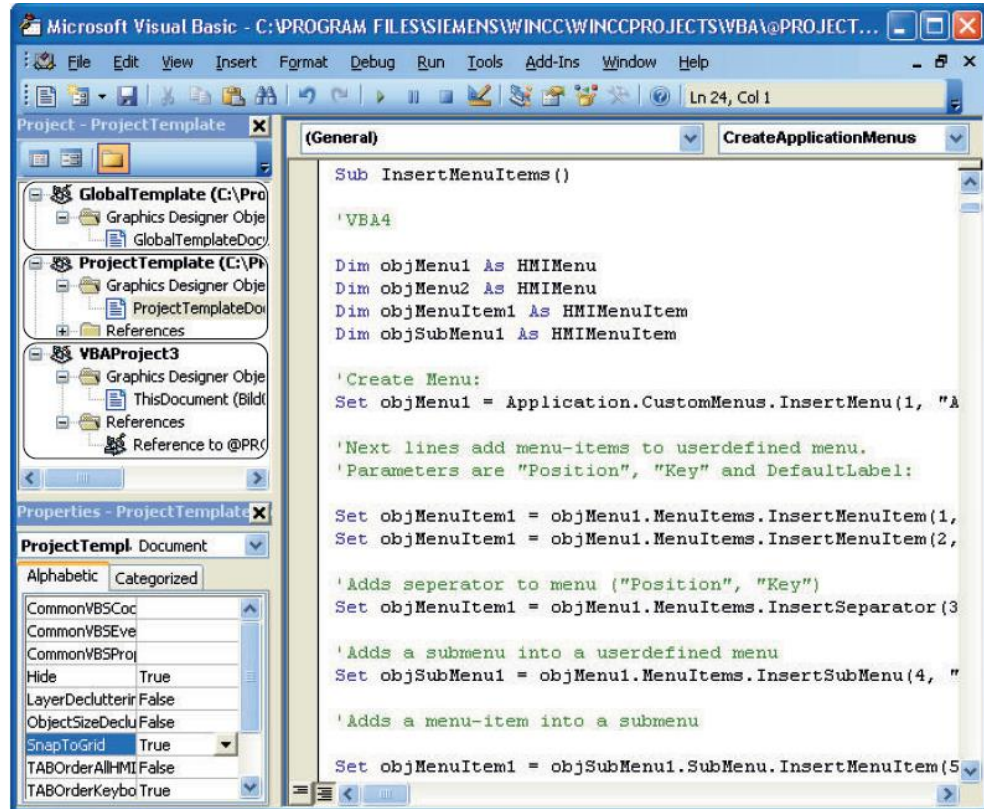 Microsoft Visual Basic - C:\PROGRAM FILES\SIEMENS\WINCC\WINCCPROJECTS\VBA\@PROJECT...
File Edit View Insert Format Debug Run Tools Add-Ins Window Help
Ln 24, Col 1
Project - ProjectTemplate
GlobalTemplate (C:\Pro
Graphics Designer Obje
GlobalTemplateDoc
ProjectTemplate (C:\Pr
Graphics Designer Obje
ProjectTemplateDo
References
VBAProject3
Graphics Designer Obje
ThisDocument (Bild
References
Reference to @PRO
Properties - ProjectTemplate
ProjectTempl. Document
Alphabetic Categorized
CommonVBSCoc
CommonVBSEve
CommonVBSProp
Hide True
LayerDeclutterir False
ObjectSizeDeclu False
SnapToGrid True
TABOrderAllHMI False
TABOrderKeybo True
(General) CreateApplicationMenus
Sub InsertMenuItems()
'VBA4
Dim objMenu1 As HMIMenu
Dim objMenu2 As HMIMenu
Dim objMenuItem1 As HMIMenuItem
Dim objSubMenu1 As HMIMenuItem
'Create Menu:
Set objMenu1 = Application.CustomMenus.InsertMenu(1, "A
'Next lines add menu-items to userdefined menu.
'Parameters are "Position", "Key" and DefaultLabel:
Set objMenuItem1 = objMenu1.MenuItems.InsertMenuItem(1,
Set objMenuItem1 = objMenu1.MenuItems.InsertMenuItem(2,
'Adds seperator to menu ("Position", "Key")
Set objMenuItem1 = objMenu1.MenuItems.InsertSeparator(3
'Adds a submenu into a userdefined menu
Set objSubMenu1 = objMenu1.MenuItems.InsertSubMenu(4, "
'Adds a menu-item into a submenu
Set objMenuItem1 = objSubMenu1.SubMenu.InsertMenuItem(5